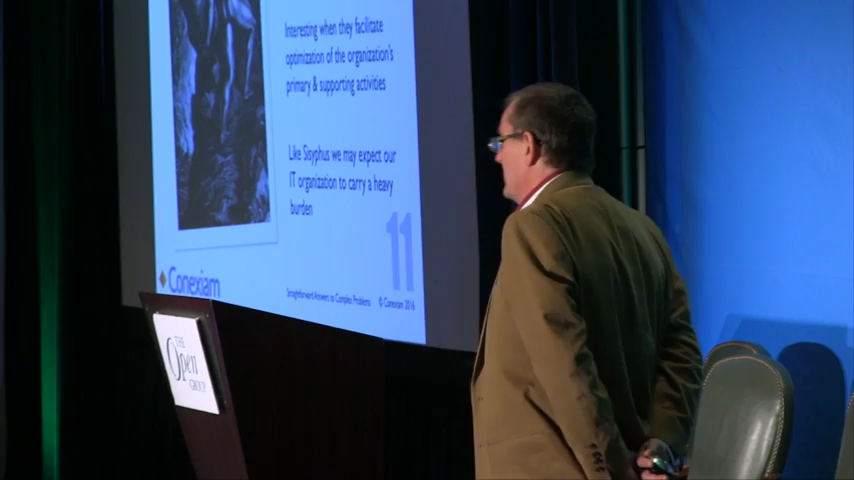 Interesting when they facilitate
optimization of the organization's
primary & supporting activities
Like Sisyphus we may expect our
IT organization to carry a heavy
burden
11
Conexiam
Straightforward Answers to Complex Problems © Conexiam 2016
THE
Open
GROUP